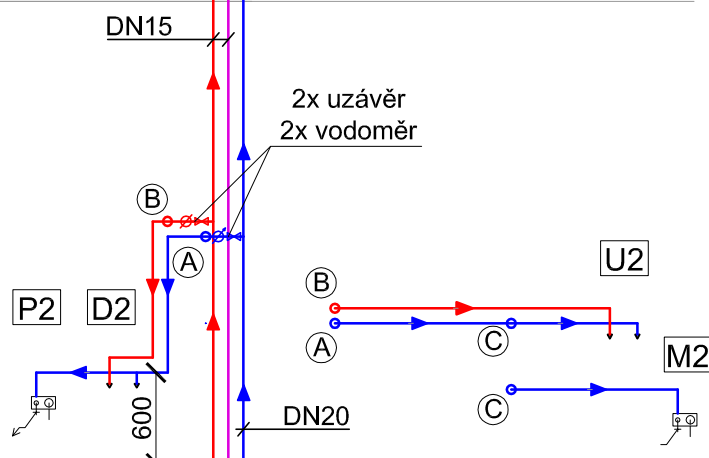 DN15
2x uzávěr
2x vodoměr
B
A
U2
B
P2
D2
A
C
M2
C
600
DN20